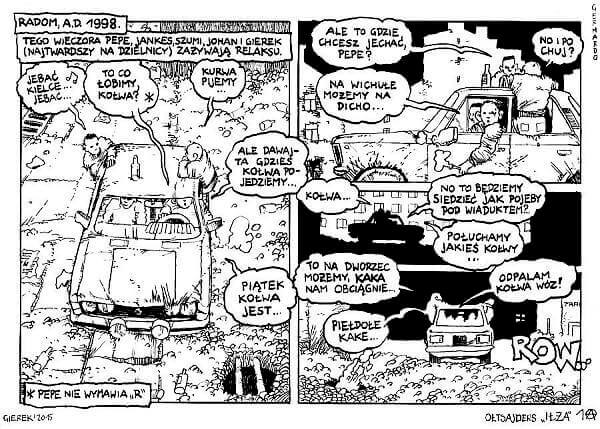 RADOM, A.D. 1998.
TEGO WIECZORA PEPE, JANKES, SZUMI, JOHAN I GIEREK
(NAJTWARDSZY NA DZIELNICY) ZAŻYWAJĄ RELAKSU.
JEBAĆ
KIELCE...
JEBAĆ...
TO CO
ŁOBIMY,
KOŁWA? *
KURWA
PIJEMY
ALE DAWAJ-
TA GDZIEŚ
KOŁWA PO-
JEDZIEMY...
PIĄTEK
KOŁWA
JEST...
* PEPE NIE WYMAWIA „R"
GIEREK'2015
ALE TO GDZIE,
CHCESZ JECHAĆ,
PEPE?
NO I PO
CHUJ?
NA WICHUŁE
MOŻEMY NA
DICHO...
KOŁWA...
NO TO BĘDZIEMY
SIEDZIEĆ JAK POJEBY
POD WIADUKTEM?
POŁUCHAMY
JAKIEŚ KOŁWY
...
TO NA DWORZEC
MOŻEMY, KAKA
NAM OBCIĄGNIE...
ODPALAM
KOŁWA WÓZ!
PIEŁDOLE
KAKE...
ROW...
OŁTSAJDERS „IŁŻA" 1